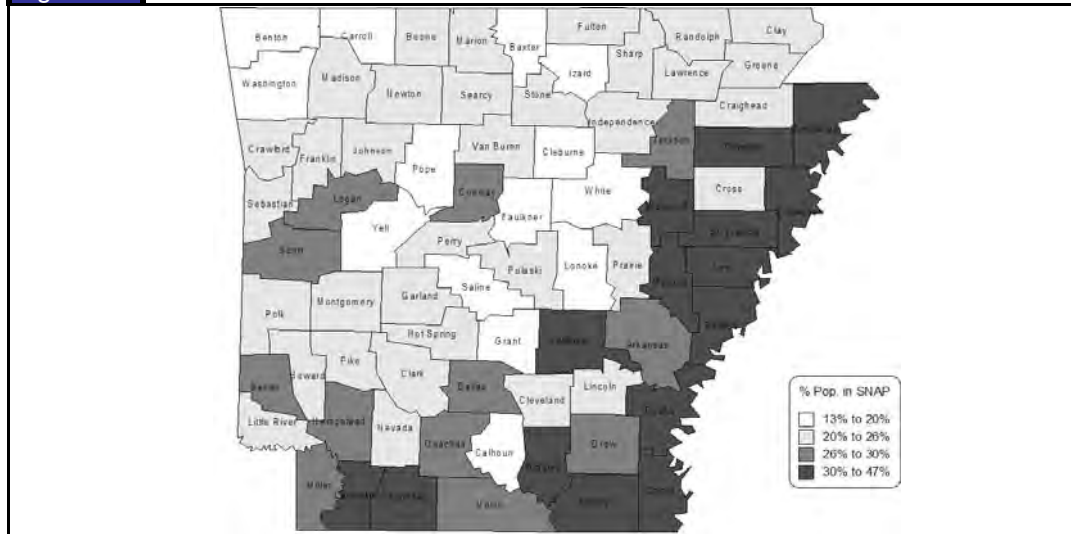 Benton
Carroll
Boone
Marion
Baxter
Fulton
Randolph
Clay
Washington
Madison
Newton
Searcy
Stone
Izard
Sharp
Lawrence
Greene
Independence
Craighead
Crawford
Franklin
Johnson
Pope
Van Buren
Cleburne
Jackson
Cross
Sebastian
Logan
Conway
Faulkner
White
Scott
Yell
Perry
Pulaski
Lonoke
Prairie
Saline
Polk
Montgomery
Garland
Hot Spring
Grant
Arkansas
Howard
Pike
Clark
Dallas
Cleveland
Lincoln
Little River
Hempstead
Nevada
Ouachita
Calhoun
Drew
Miller
Union
% Pop. in SNAP
13% to 20%
20% to 26%
26% to 30%
30% to 47%